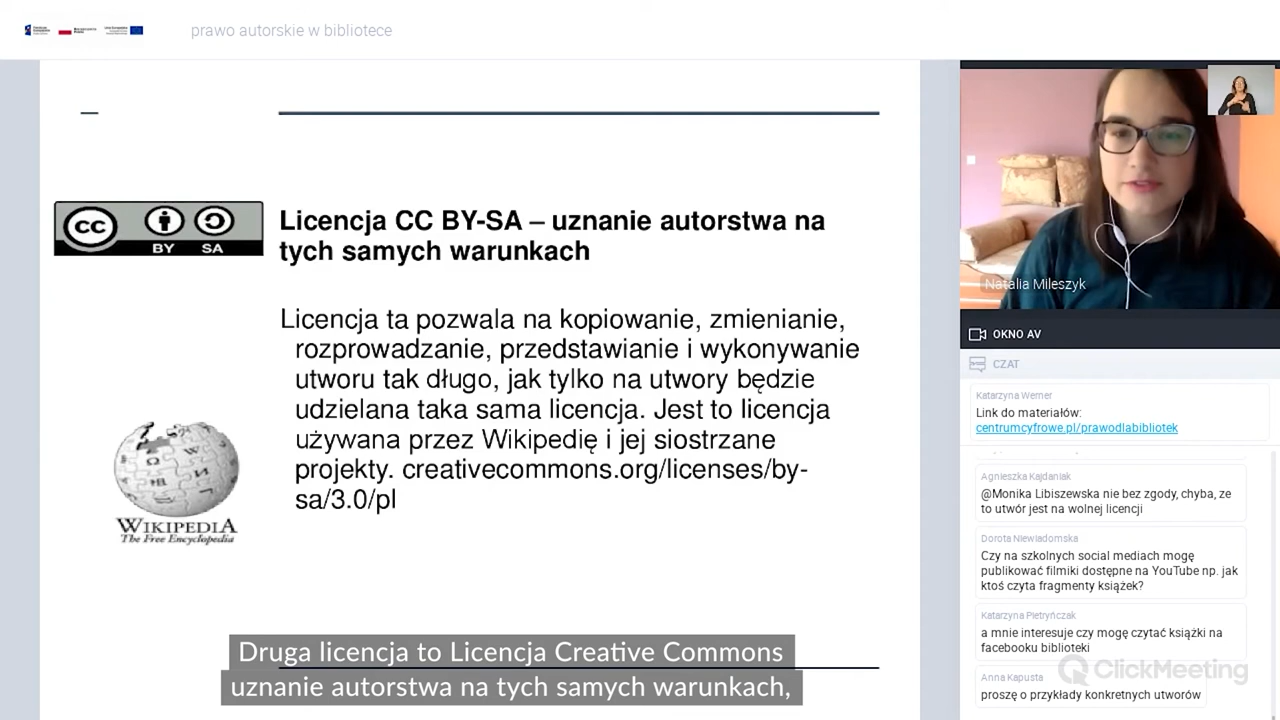 prawo autorskie w bibliotece
CC
BY SA
Licencja CC BY-SA – uznanie autorstwa na
tych samych warunkach
Licencja ta pozwala na kopiowanie, zmienianie,
rozprowadzanie, przedstawianie i wykonywanie
utworu tak długo, jak tylko na utwory będzie
udzielana taka sama licencja. Jest to licencja
używana przez Wikipedię i jej siostrzane
projekty. creativecommons.org/licenses/by-
sa/3.0/pl
WIKIPEDIA
The Free Encyclopedia
Druga licencja to Licencja Creative Commons
uznanie autorstwa na tych samych warunkach,
Natalia Mileszyk
OKNO AV
CZAT
Katarzyna Werner
Link do materiałów:
centrumcyfrowe.pl/prawodlabibliotek
Agnieszka Kajdaniak
@Monika Libiszewska nie bez zgody, chyba, ze
to utwór jest na wolnej licencji
Dorota Niewiadomska
Czy na szkolnych social mediach mogę
publikować filmiki dostępne na YouTube np. jak
ktoś czyta fragmenty książek?
Katarzyna Pietryńczak
a mnie interesuje czy mogę czytać książki na
facebooku biblioteki
ClickMeeting
Anna Kapusta
proszę o przykłady konkretnych utworów